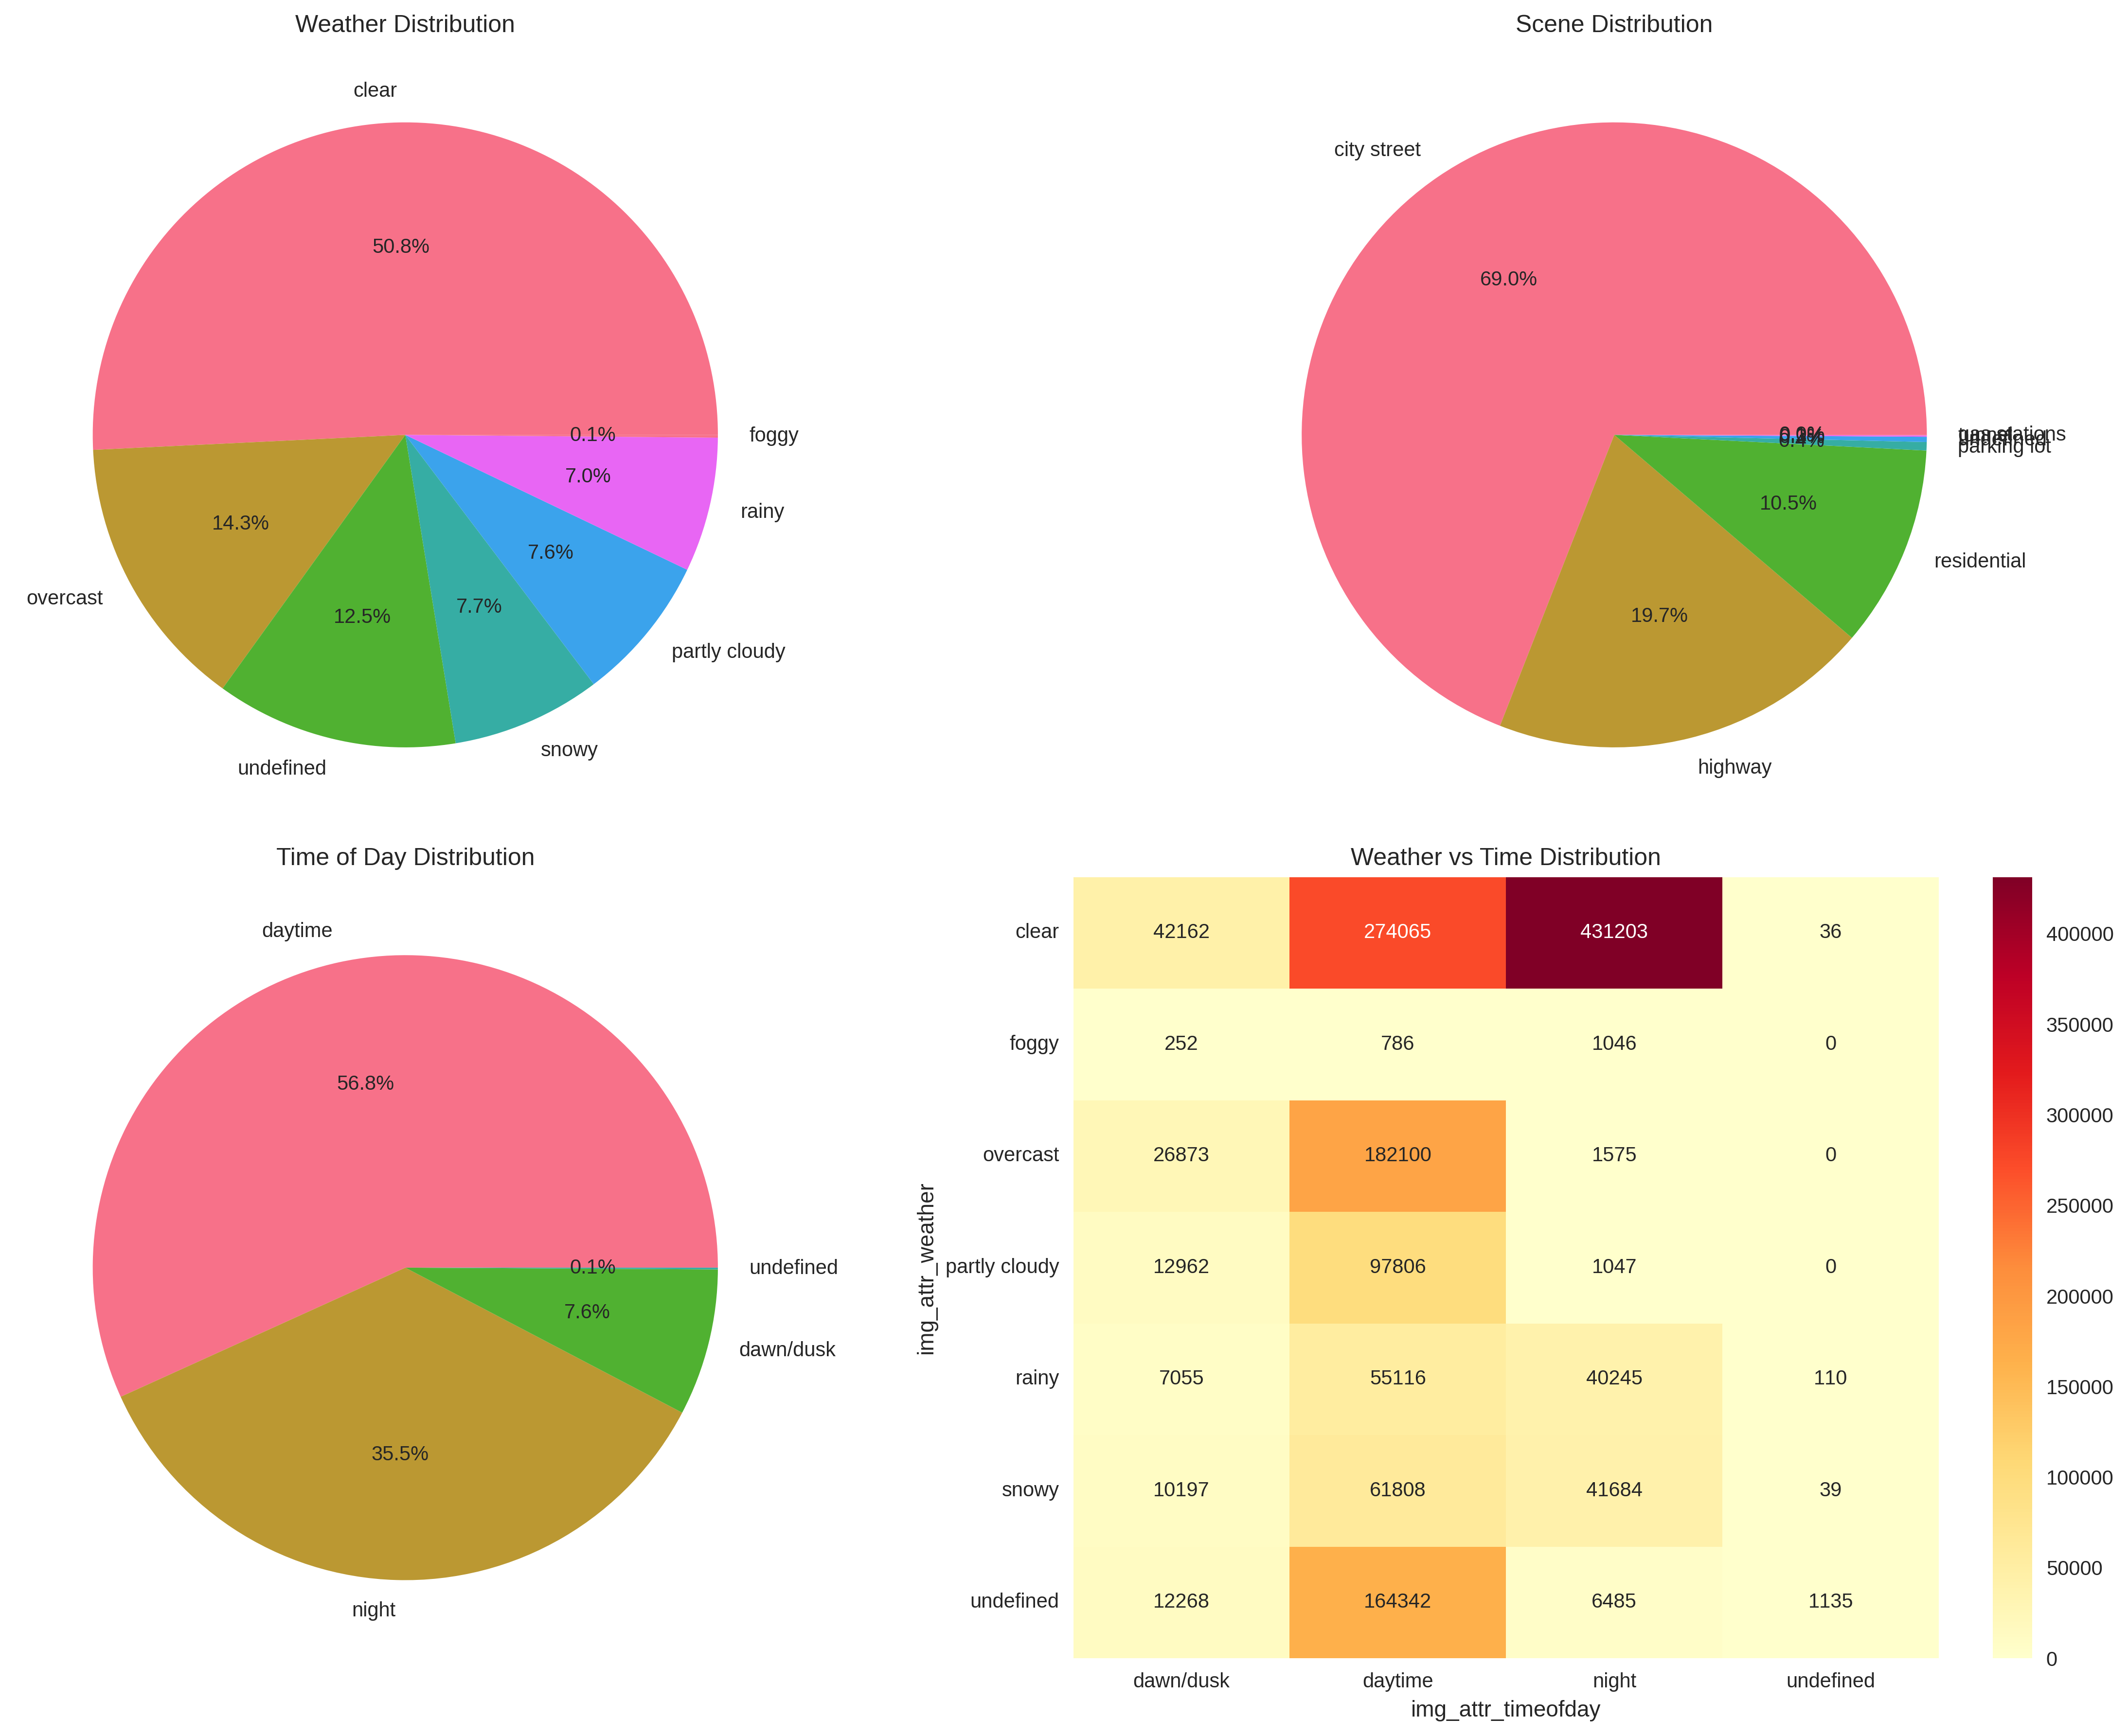 Weather Distribution
clear
50.8%
foggy
0.1%
7.0%
rainy
14.3%
7.6%
overcast
12.5%
7.7%
partly cloudy
snowy
undefined
Scene Distribution
city street
69.0%
gas stations
parking lot
0.4%
10.5%
residential
19.7%
highway
Time of Day Distribution
daytime
56.8%
0.1%
undefined
7.6%
dawn/dusk
35.5%
night
Weather vs Time Distribution
clear 42162 274065 431203 36
foggy 252 786 1046 0
overcast 26873 182100 1575 0
partly cloudy 12962 97806 1047 0
rainy 7055 55116 40245 110
snowy 10197 61808 41684 39
undefined 12268 164342 6485 1135
dawn/dusk daytime night undefined
img_attr_timeofday
img_attr_weather
400000
350000
300000
250000
200000
150000
100000
50000
0